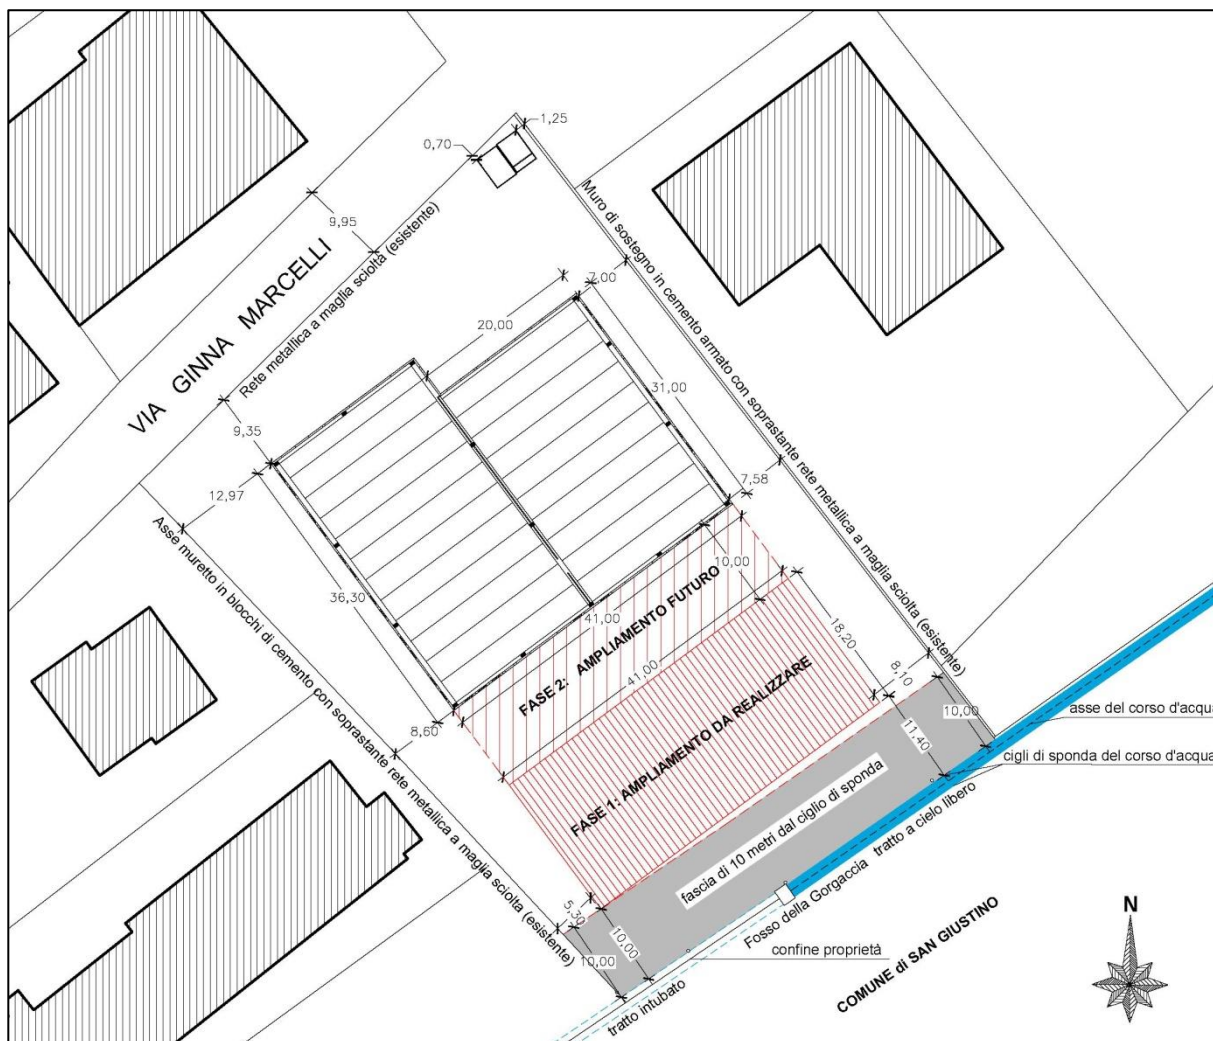 1,25
0,70
9,95
VIA GINNA MARCELLI
Rete metallica a maglia sciolta (esistente)
Muro di sostegno in cemento armato con soprastante rete metallica a maglia sciolta (esistente)
7,00
20,00
31,00
9,35
12,97
7,58
Asse muretto in blocchi di cemento con soprastante rete metallica a maglia sciolta (esistente)
36,30
10,00
41,00
FASE 2: AMPLIAMENTO FUTURO
41,00
18,20
8,10
8,60
FASE 1: AMPLIAMENTO DA REALIZZARE
10,00
11,40
asse del corso d'acqua
cigli di sponda del corso d'acqua
fascia di 10 metri dal ciglio di sponda
5,30
10,00
10,00
Fosso della Gorgaccia tratto a cielo libero
confine proprietà
tratto intubato
COMUNE di SAN GIUSTINO
N